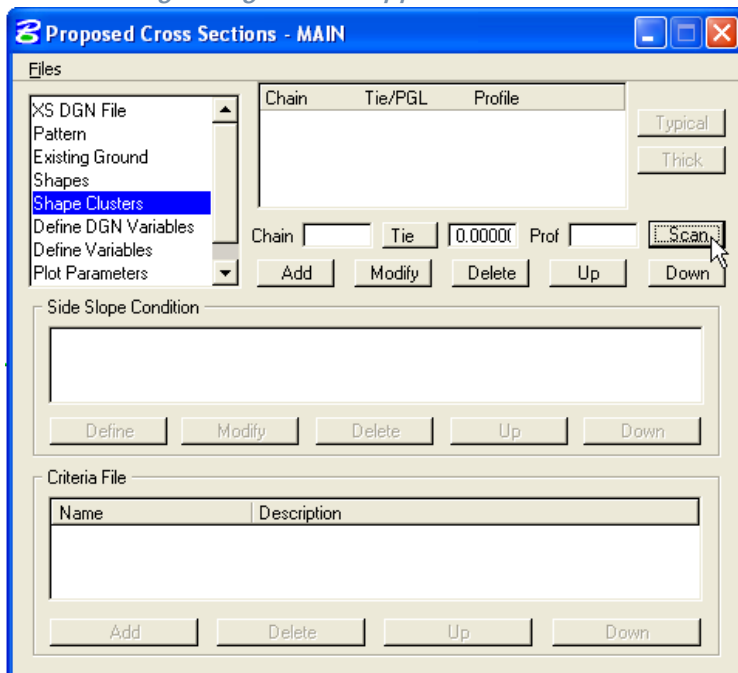 Proposed Cross Sections - MAIN
Files
XS DGN File
Pattern
Existing Ground
Shapes
Shape Clusters
Define DGN Variables
Define Variables
Plot Parameters
Chain Tie/PGL Profile
Typical
Thick
Chain Tie 0.0000( Prof Scan
Add Modify Delete Up Down
Side Slope Condition
Define Modify Delete Up Down
Criteria File
Name Description
Add Delete Up Down